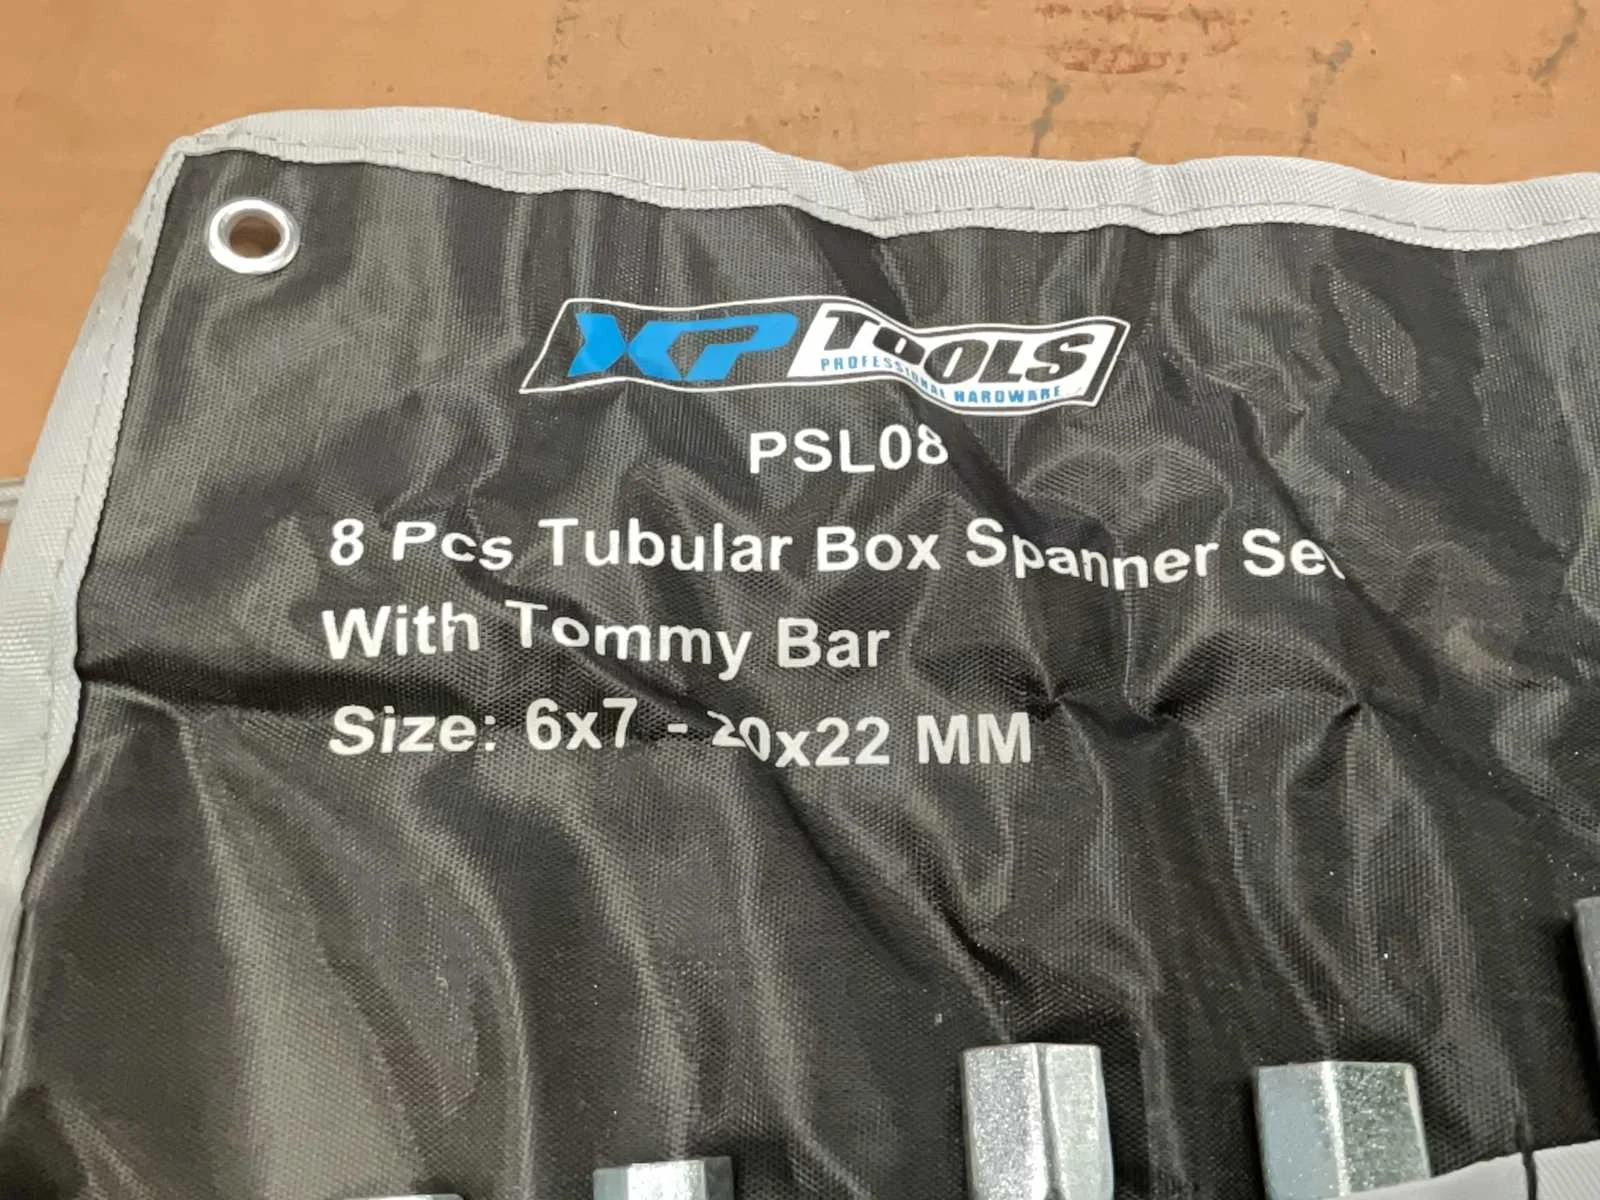 XP TOOLS
PROFESSIONAL HARDWARE
PSL08
8 Pcs Tubular Box Spanner Set
With Tommy Bar
Size: 6x7 - 20x22 MM